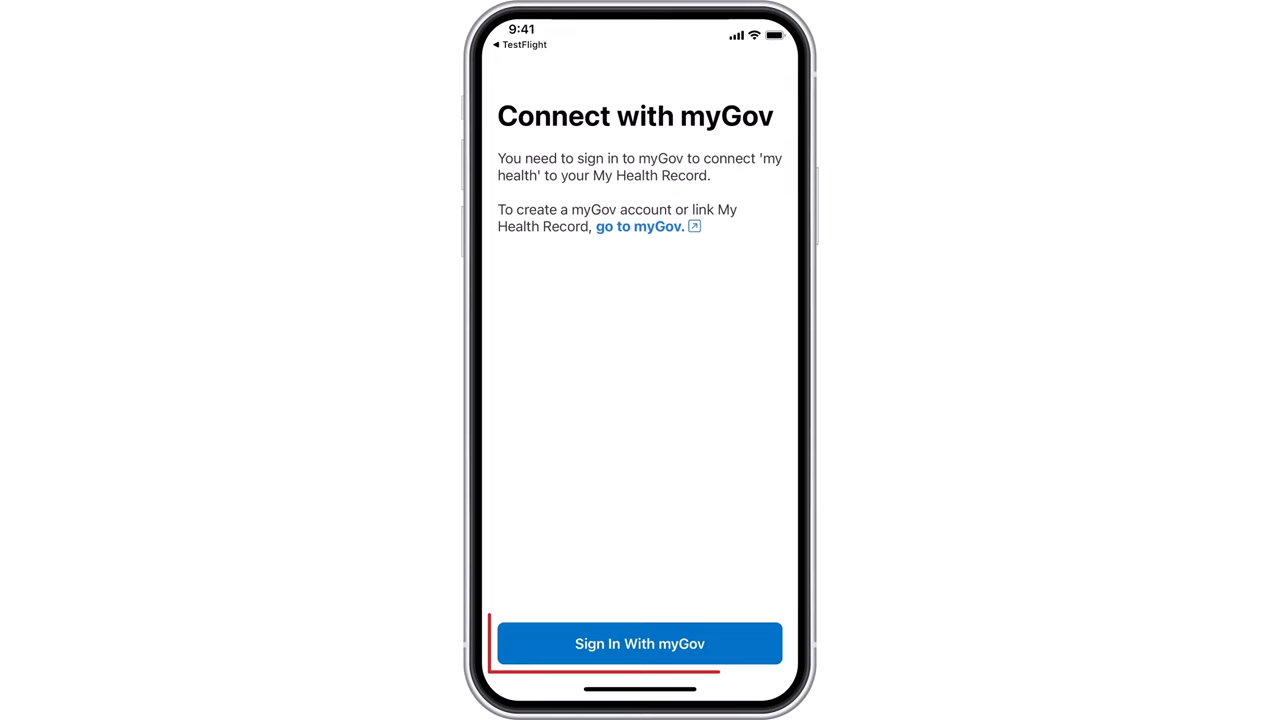 9:41
TestFlight
Connect with myGov
You need to sign in to myGov to connect 'my
health' to your My Health Record.
To create a myGov account or link My
Health Record, go to myGov.
Sign In With myGov